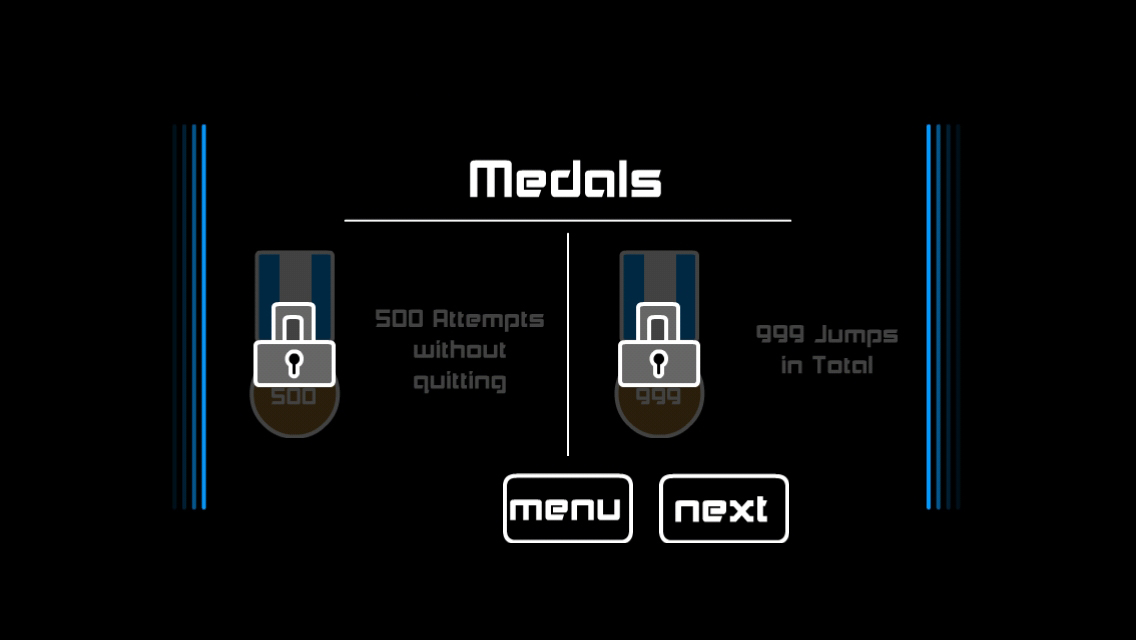 Medals
500 Attempts
without
quitting
500
999 Jumps
in Total
999
menu
next